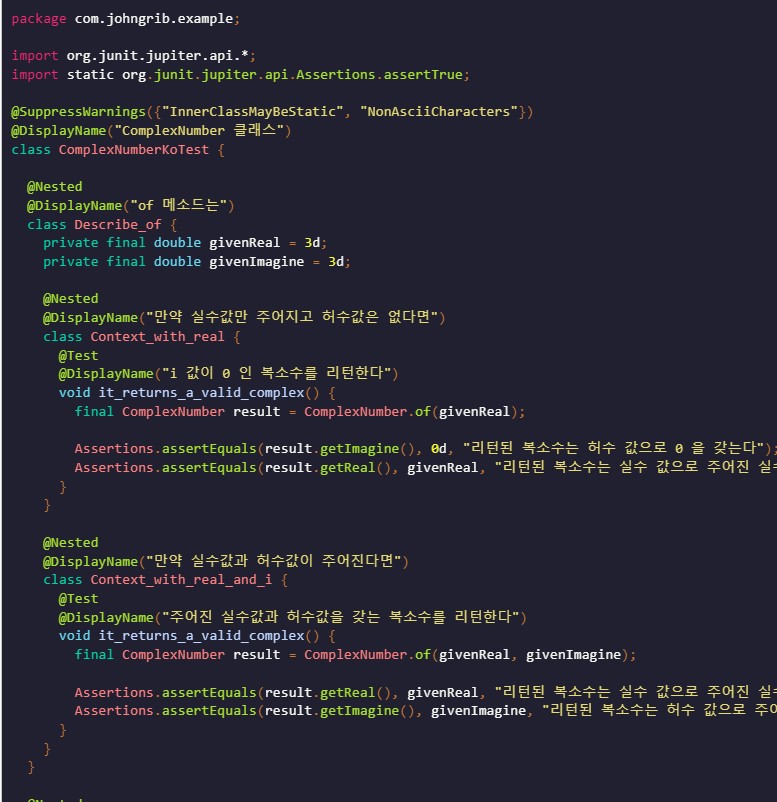 package com.johngrib.example;
import org.junit.jupiter.api.*;
import static org.junit.jupiter.api.Assertions.assertTrue;
@SuppressWarnings({"InnerClassMayBeStatic", "NonAsciiCharacters"})
@DisplayName("ComplexNumber 클래스")
class ComplexNumberKoTest {
@Nested
@DisplayName("of 메소드는")
class Describe_of {
private final double givenReal = 3d;
private final double givenImagine = 3d;
@Nested
@DisplayName("만약 실수값만 주어지고 허수값은 없다면")
class Context_with_real {
@Test
@DisplayName("i 값이 0 인 복소수를 리턴한다")
void it_returns_a_valid_complex() {
final ComplexNumber result = ComplexNumber.of(givenReal);
Assertions.assertEquals(result.getImagine(), 0d, "리턴된 복소수는 허수 값으로 0 을 갖는다");
Assertions.assertEquals(result.getReal(), givenReal, "리턴된 복소수는 실수 값으로 주어진 실
}
}
@Nested
@DisplayName("만약 실수값과 허수값이 주어진다면")
class Context_with_real_and_i {
@Test
@DisplayName("주어진 실수값과 허수값을 갖는 복소수를 리턴한다")
void it_returns_a_valid_complex() {
final ComplexNumber result = ComplexNumber.of(givenReal, givenImagine);
Assertions.assertEquals(result.getReal(), givenReal, "리턴된 복소수는 실수 값으로 주어진 실
Assertions.assertEquals(result.getImagine(), givenImagine, "리턴된 복소수는 허수 값으로
}
}
}